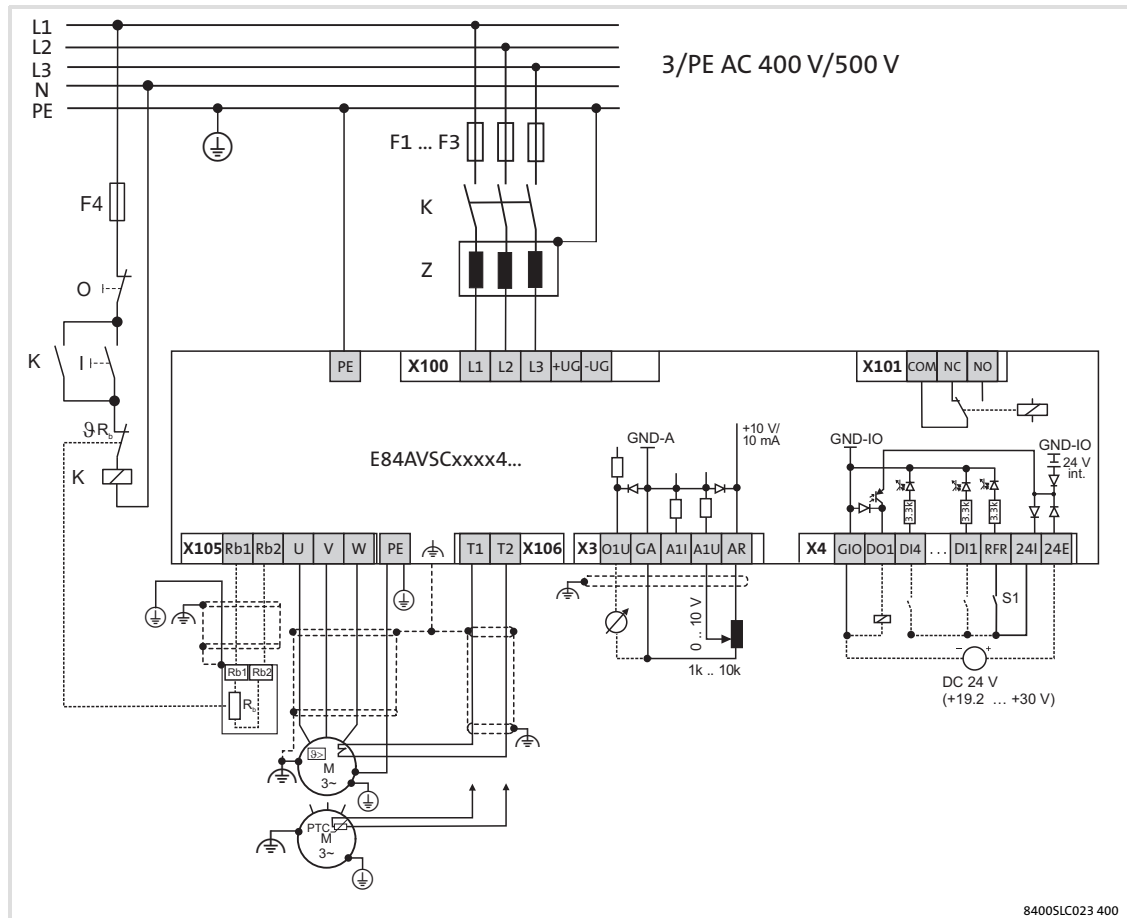 L1
L2
L3
N
PE
3/PE AC 400 V/500 V
F1 ... F3
F4
K
Z
O
K
I
ϑRb
K
PE
X100 L1 L2 L3 +UG -UG
X101 COM NC NO
E84AVSCxxxx4...
GND-A
+10 V/
10 mA
GND-IO
GND-IO
24 V
int.
3.3k
3.3k
3.3k
X105 Rb1 Rb2 U V W PE
T1 T2 X106
X3 O1U GA A1I A1U AR
X4 GIO DO1 DI4 ... DI1 RFR 24I 24E
S1
0 .. 10 V
1k .. 10k
− +
DC 24 V
(+19.2 ... +30 V)
Rb1 Rb2
Rb
ϑ>
M
3~
PTC
M
3~
8400SLC023 400